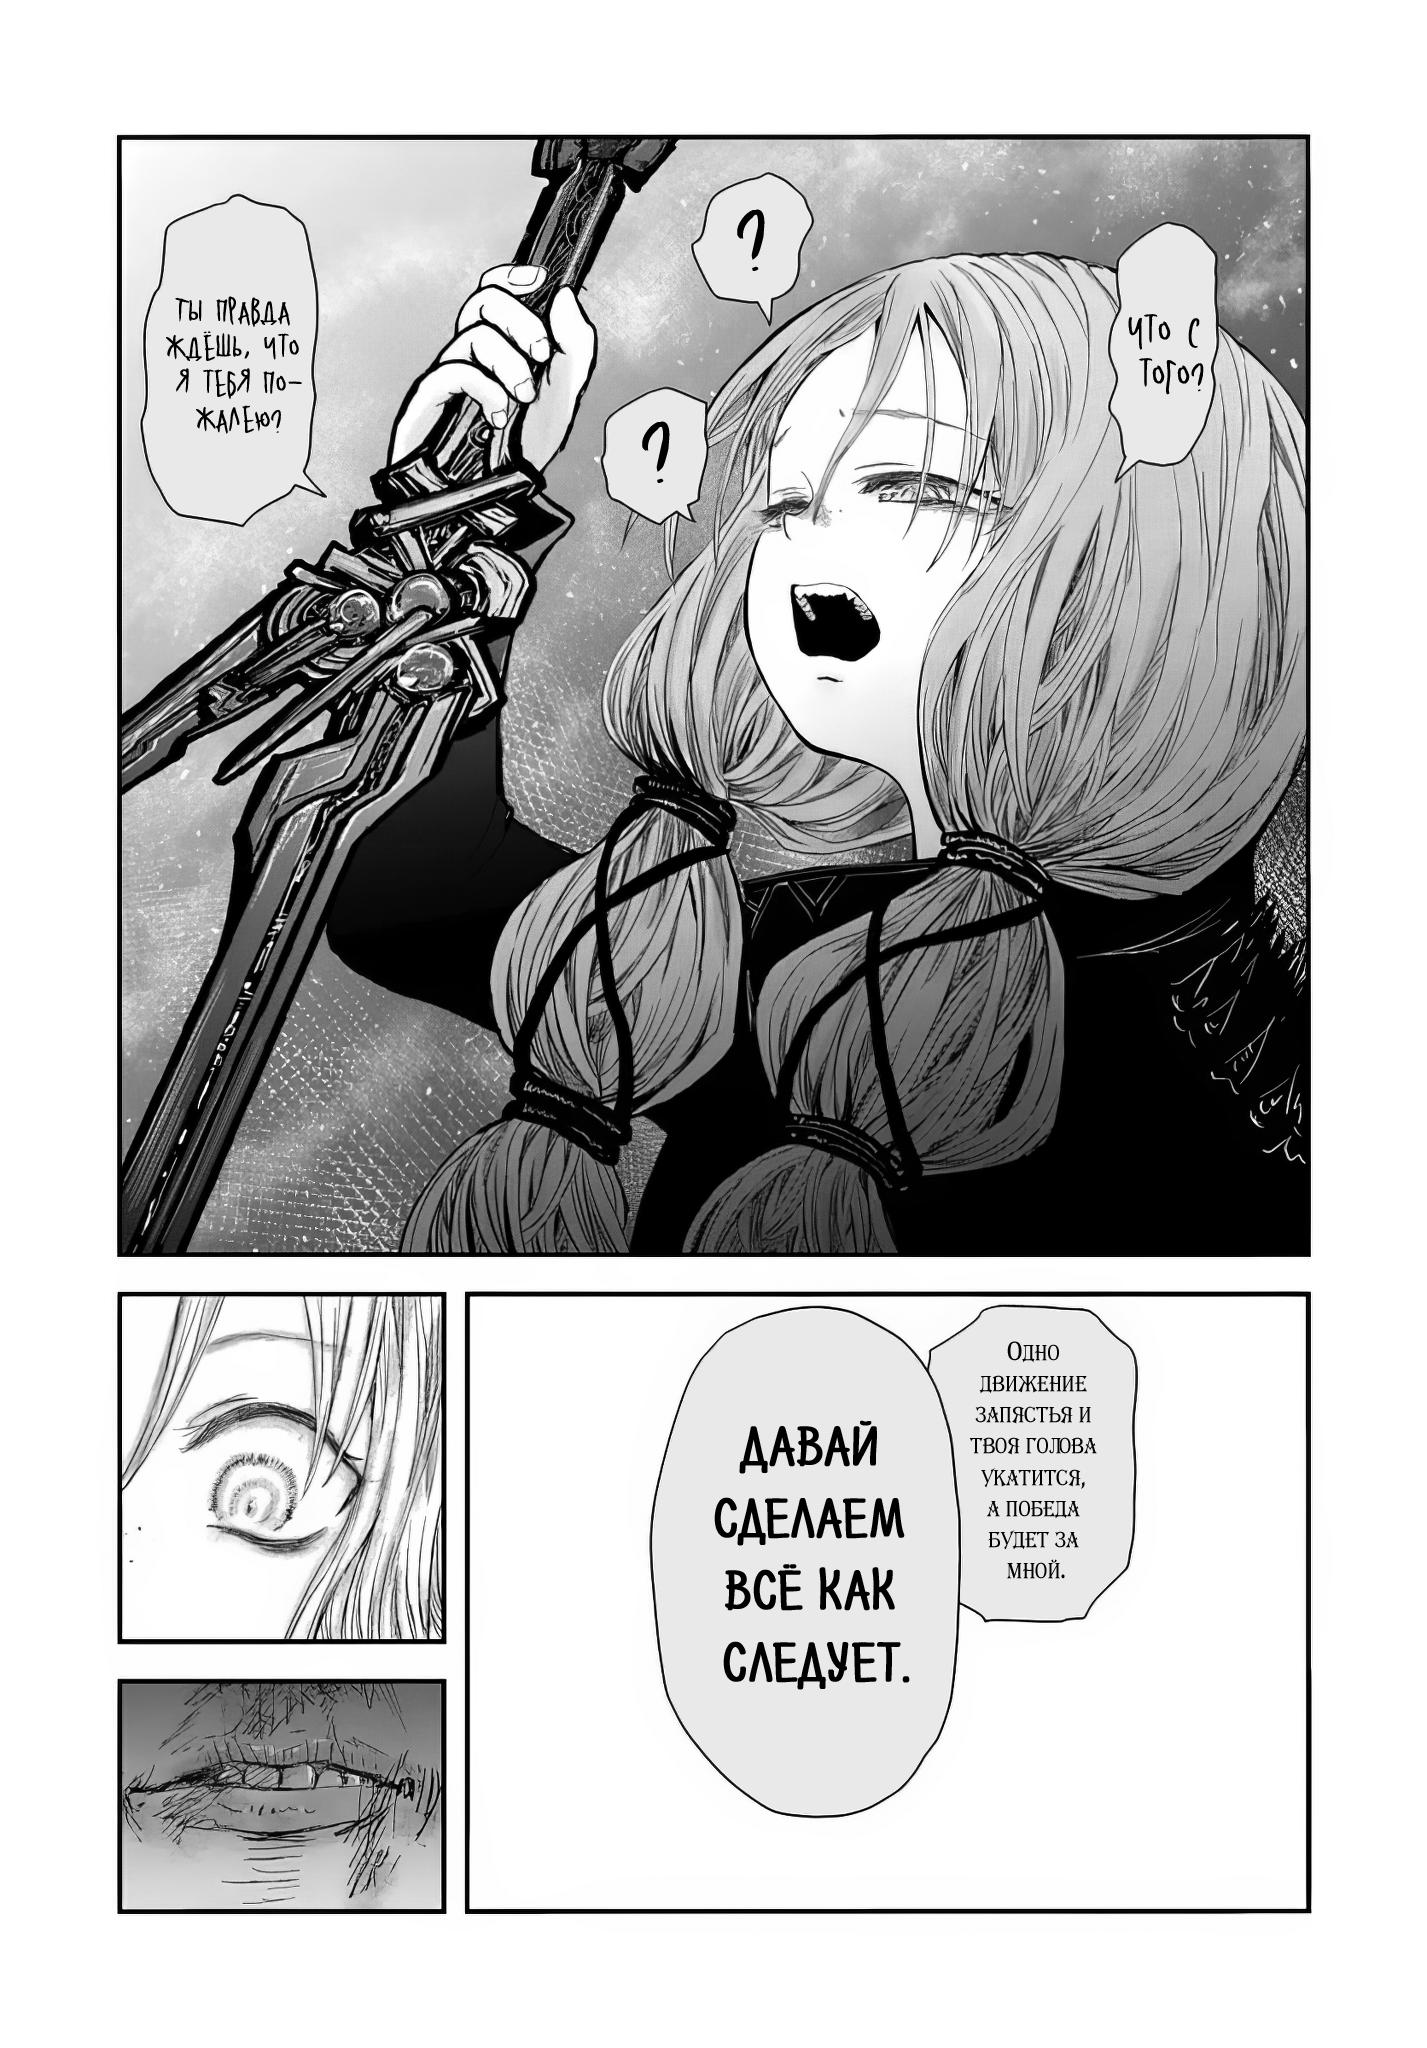 ЧТО С
ТОГО?
?
?
ТЫ ПРАВДА
ЖДЁШЬ, ЧТО
Я ТЕБЯ ПО-
ЖАЛЕЮ?
Одно
движение
запястья и
твоя голова
укатится,
а победа
будет за
мной.
ДАВАЙ
СДЕЛАЕМ
ВСЁ КАК
СЛЕДУЕТ.